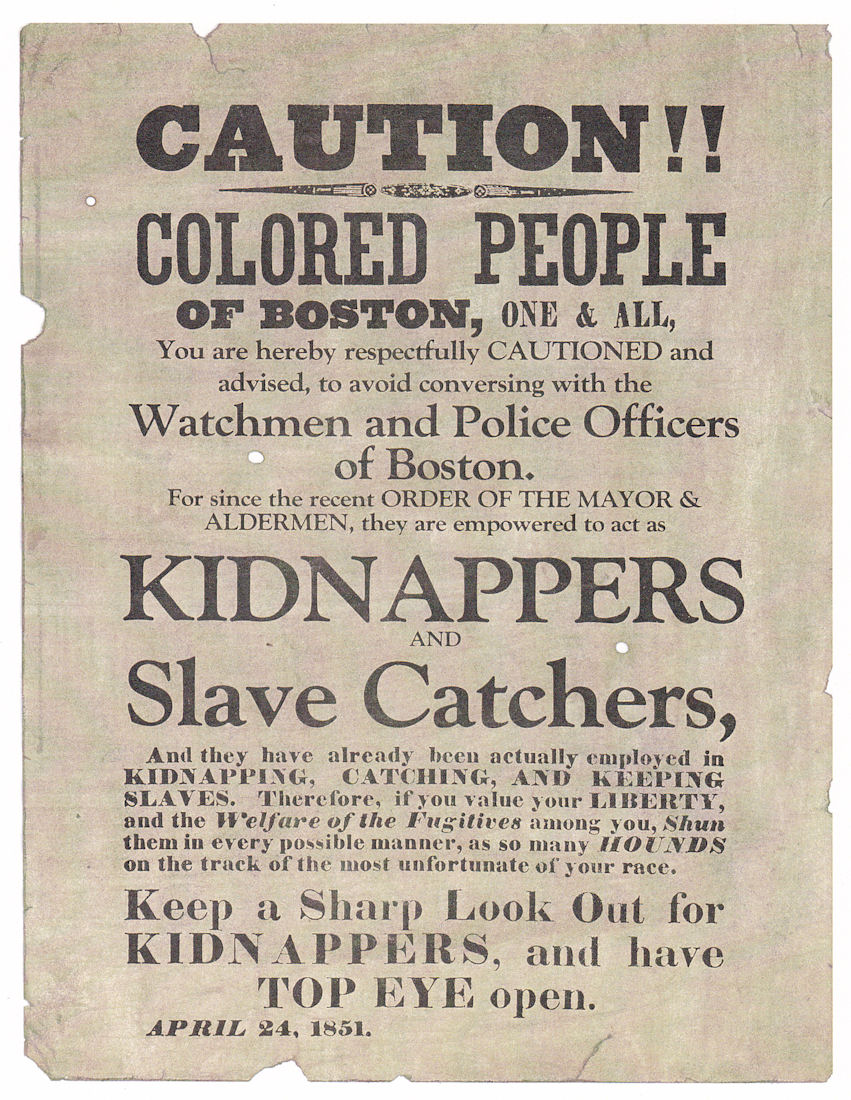 CAUTION!!
COLORED PEOPLE
OF BOSTON, ONE & ALL,
You are hereby respectfully CAUTIONED and
advised, to avoid conversing with the
Watchmen and Police Officers
of Boston.
For since the recent ORDER OF THE MAYOR &
ALDERMEN, they are empowered to act as
KIDNAPPERS
AND
Slave Catchers,
And they have already been actually employed in
KIDNAPPING, CATCHING, AND KEEPING
SLAVES. Therefore, if you value your LIBERTY,
and the Welfare of the Fugitives among you, Shun
them in every possible manner, as so many HOUNDS
on the track of the most unfortunate of your race.
Keep a Sharp Look Out for
KIDNAPPERS, and have
TOP EYE open.
APRIL 24, 1851.